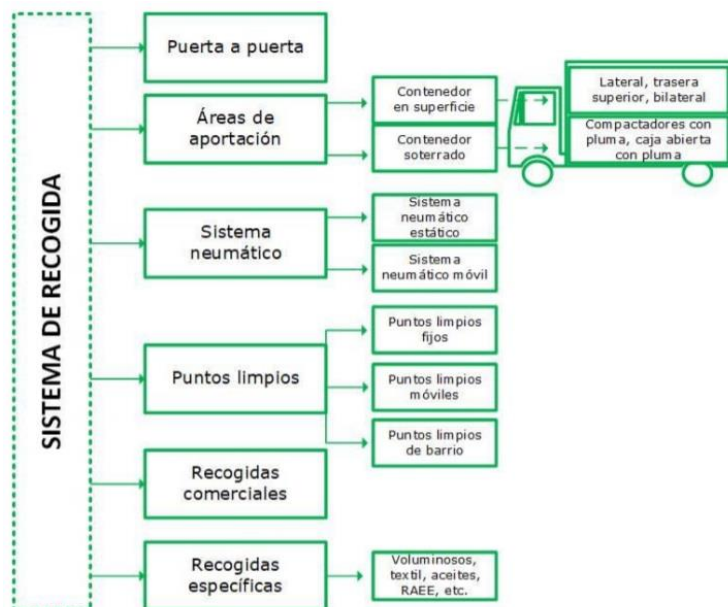 SISTEMA DE RECOGIDA
Puerta a puerta
Áreas de
aportación
Contenedor
en superficie
Contenedor
soterrado
Lateral, trasera
superior, bilateral
Compactadores con
pluma, caja abierta
con pluma
Sistema
neumático
Sistema
neumático
estático
Sistema
neumático móvil
Puntos limpios
Puntos limpios
fijos
Puntos limpios
móviles
Puntos limpios
de barrio
Recogidas
comerciales
Recogidas
específicas
Voluminosos,
textil, aceites,
RAEE, etc.